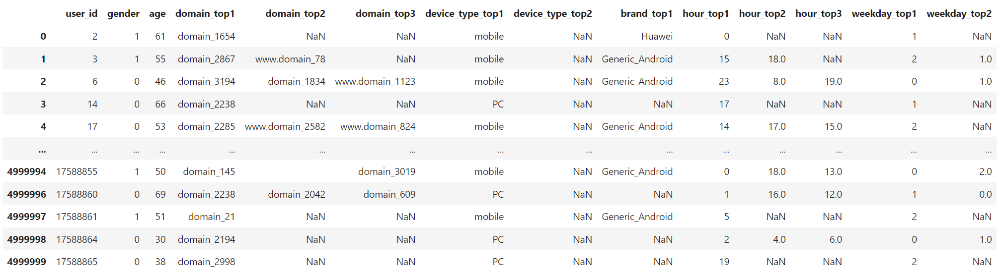 user_id gender age domain_top1 domain_top2 domain_top3 device_type_top1 device_type_top2 brand_top1 hour_top1 hour_top2 hour_top3 weekday_top1 weekday_top2
0 2 1 61 domain_1654 NaN NaN mobile NaN Huawei 0 NaN NaN 1 NaN
1 3 1 55 domain_2867 www.domain_78 NaN mobile NaN Generic_Android 15 18.0 NaN 2 1.0
2 6 0 46 domain_3194 domain_1834 www.domain_1123 mobile NaN Generic_Android 23 8.0 19.0 0 1.0
3 14 0 66 domain_2238 NaN NaN PC NaN NaN 17 NaN NaN 1 NaN
4 17 0 53 domain_2285 www.domain_2582 www.domain_824 mobile NaN Generic_Android 14 17.0 15.0 2 NaN
... ... ... ... ... ... ... ... ... ... ... ... ... ... ...
4999994 17588855 1 50 domain_145 domain_3019 mobile NaN Generic_Android 0 18.0 13.0 0 2.0
4999996 17588860 0 69 domain_2238 domain_2042 domain_609 PC NaN NaN 1 16.0 12.0 1 0.0
4999997 17588861 1 51 domain_21 NaN NaN mobile NaN Generic_Android 5 NaN NaN 2 NaN
4999998 17588864 0 30 domain_2194 NaN NaN PC NaN NaN 2 4.0 6.0 0 1.0
4999999 17588865 0 38 domain_2998 NaN NaN PC NaN NaN 19 NaN NaN 2 NaN